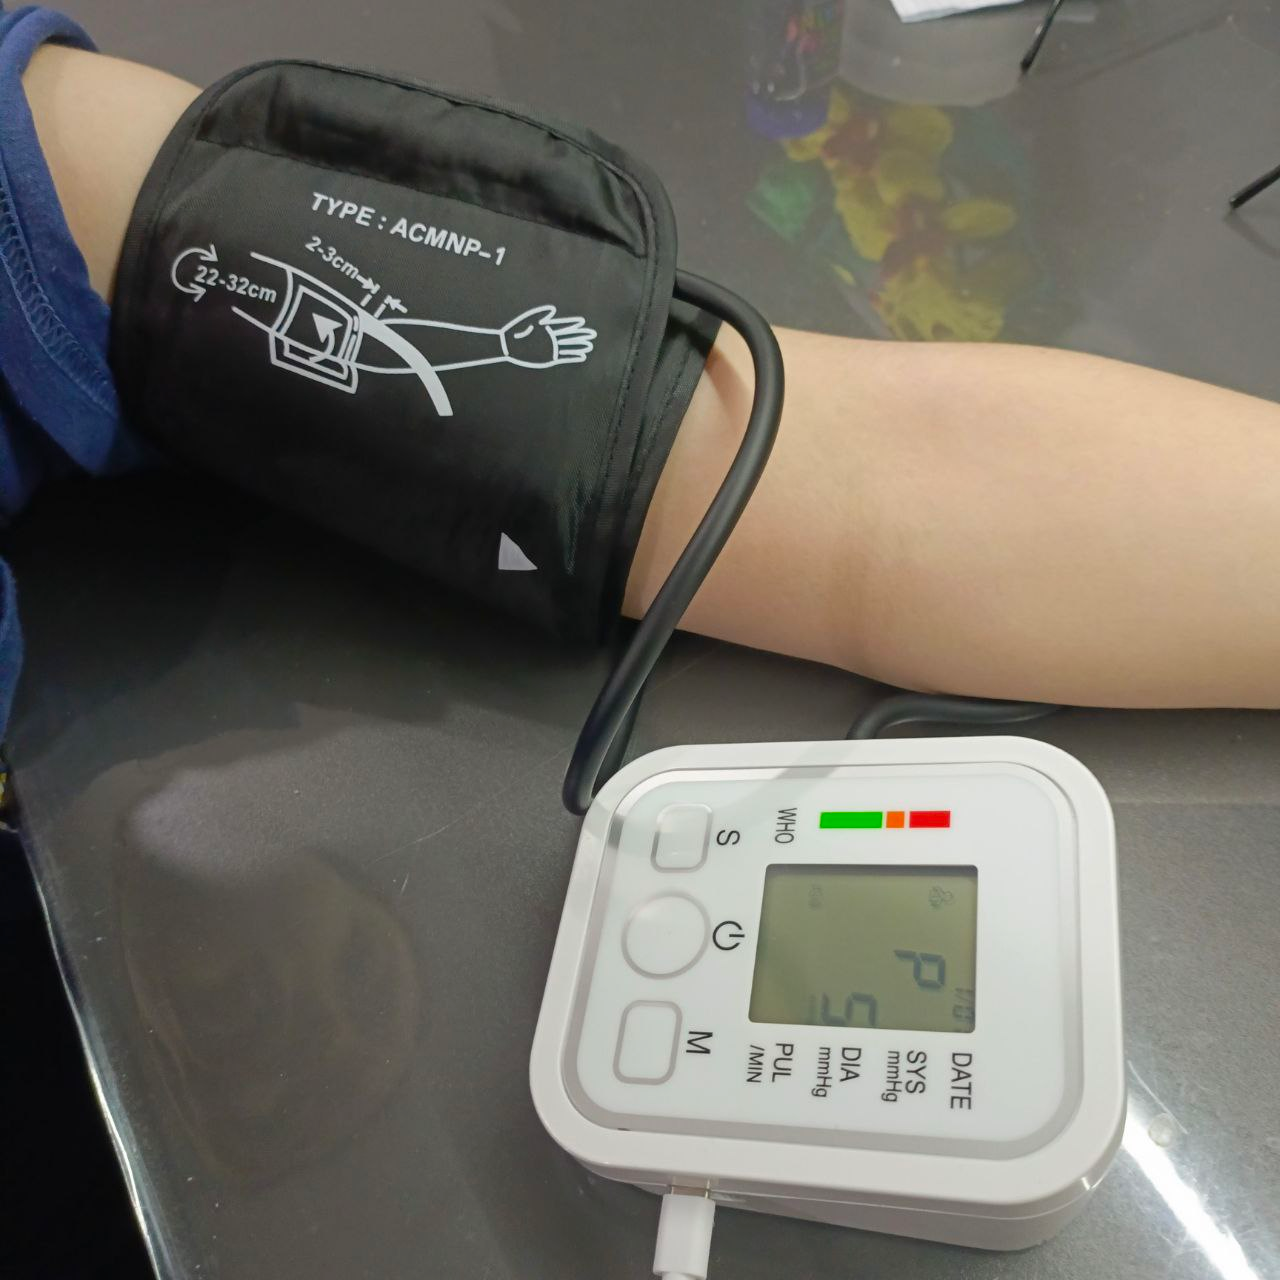 TYPE : ACMNP-1
2-3cm
22-32cm
WHO
S
M
DATE
SYS
mmHg
DIA
mmHg
PUL
/MIN
P
5